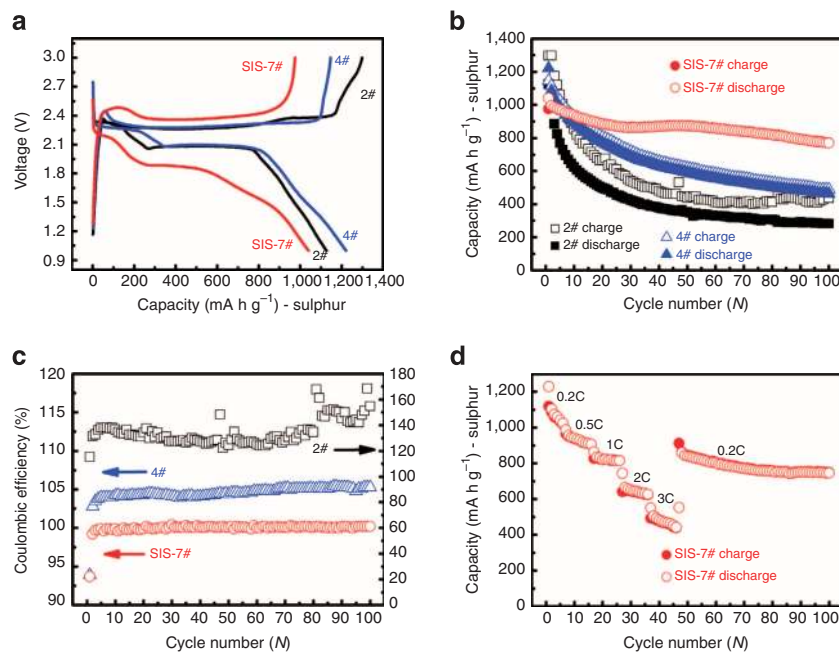 a
3.0
2.7
2.4
2.1
1.8
1.5
1.2
0.9
Voltage (V)
SIS-7#
4#
2#
SIS-7#
2#
4#
0 200 400 600 800 1,000 1,200 1,400
Capacity (mA h g⁻¹) - sulphur
b
1,400
1,200
1,000
800
600
400
200
0
Capacity (mA h g⁻¹) - sulphur
SIS-7# charge
SIS-7# discharge
2# charge
2# discharge
4# charge
4# discharge
0 10 20 30 40 50 60 70 80 90 100
Cycle number (N)
c
120
115
110
105
100
95
90
Coulombic efficiency (%)
180
160
140
120
100
80
60
40
20
0
2#
4#
SIS-7#
0 10 20 30 40 50 60 70 80 90 100
Cycle number (N)
d
1,200
1,000
800
600
400
200
0
Capacity (mA h g⁻¹) - sulphur
0.2C
0.5C
1C
2C
3C
0.2C
SIS-7# charge
SIS-7# discharge
0 10 20 30 40 50 60 70 80 90 100
Cycle number (N)